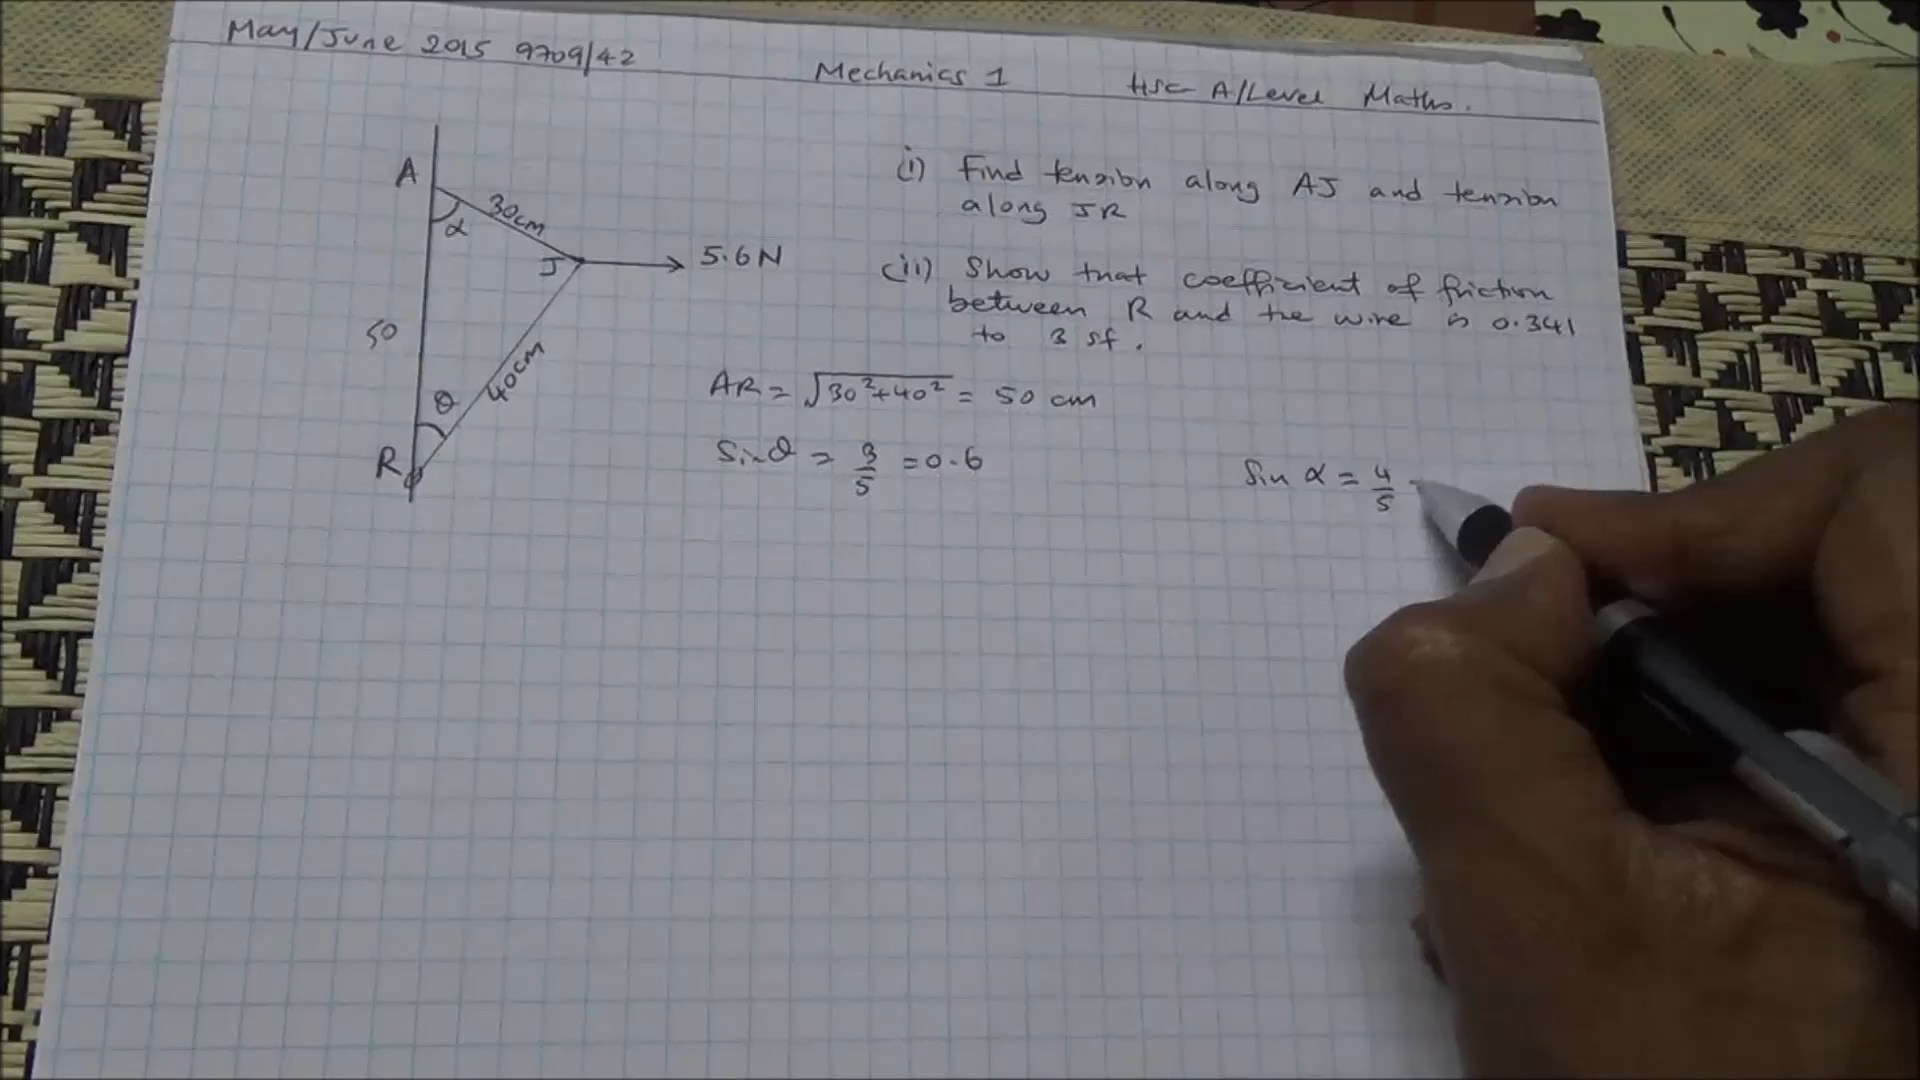 May/June 2015 9709/42 Mechanics 1 HSC A/Level Maths.
A
30cm
α
J
5.6N
50
θ
40cm
R
(i) Find tension along AJ and tension
along JR
(ii) Show that coefficient of friction
between R and the wire is 0.341
to 3 sf.
AR = √30²+40² = 50 cm
Sinθ = 3/5 = 0.6
Sin α = 4/5 -